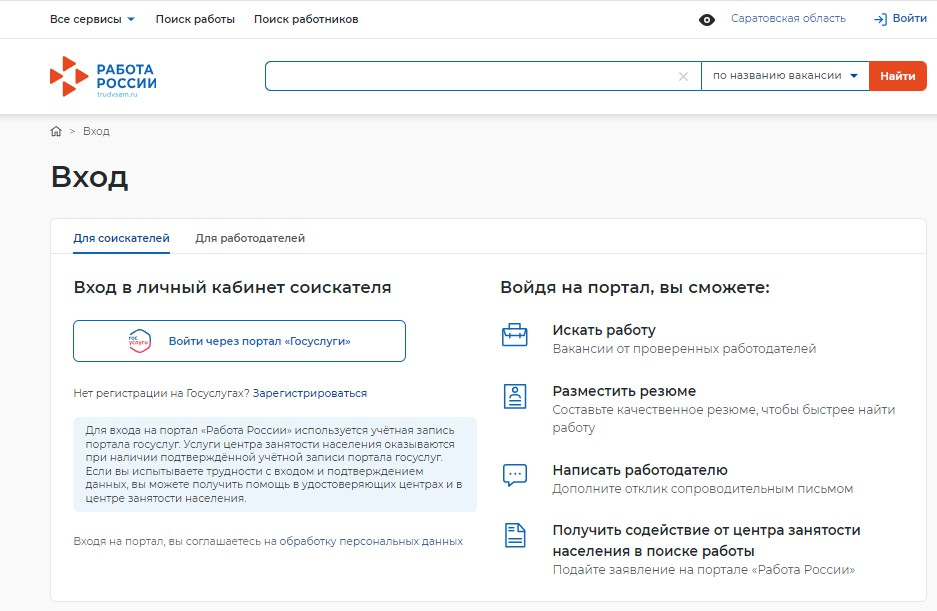 Все сервисы Поиск работы Поиск работников Саратовская область Войти
РАБОТА
РОССИИ
trudvsem.ru
по названию вакансии Найти
> Вход
Вход
Для соискателей Для работодателей
Вход в личный кабинет соискателя
госуслуги Войти через портал «Госуслуги»
Нет регистрации на Госуслугах? Зарегистрироваться
Для входа на портал «Работа России» используется учётная запись
портала госуслуг. Услуги центра занятости населения оказываются
при наличии подтверждённой учётной записи портала госуслуг.
Если вы испытываете трудности с входом и подтверждением
данных, вы можете получить помощь в удостоверяющих центрах и в
центре занятости населения.
Входя на портал, вы соглашаетесь на обработку персональных данных
Войдя на портал, вы сможете:
Искать работу
Вакансии от проверенных работодателей
Разместить резюме
Составьте качественное резюме, чтобы быстрее найти
работу
Написать работодателю
Дополните отклик сопроводительным письмом
Получить содействие от центра занятости
населения в поиске работы
Подайте заявление на портале «Работа России»